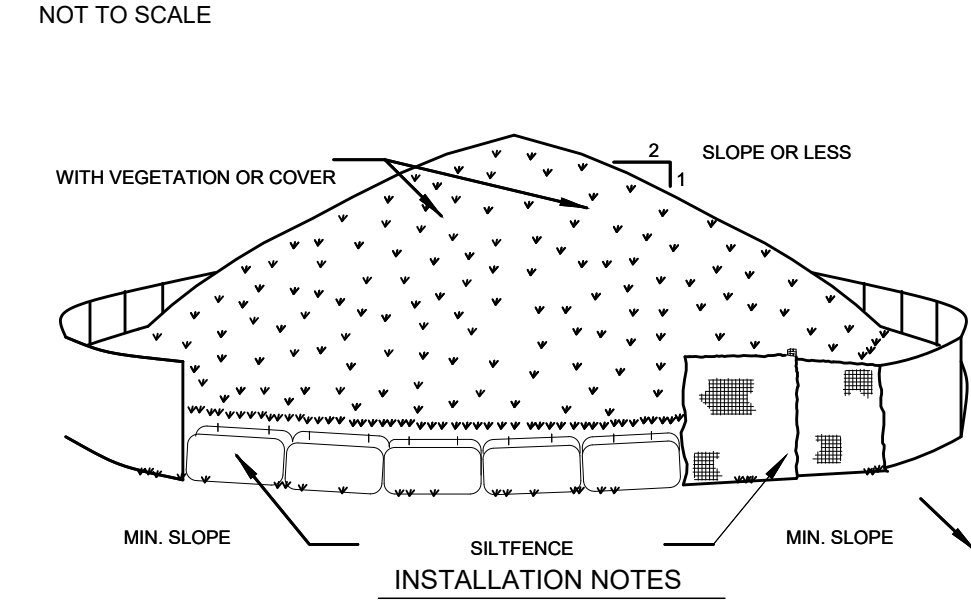 NOT TO SCALE
2
SLOPE OR LESS
1
WITH VEGETATION OR COVER
MIN. SLOPE
SILTFENCE
MIN. SLOPE
INSTALLATION NOTES